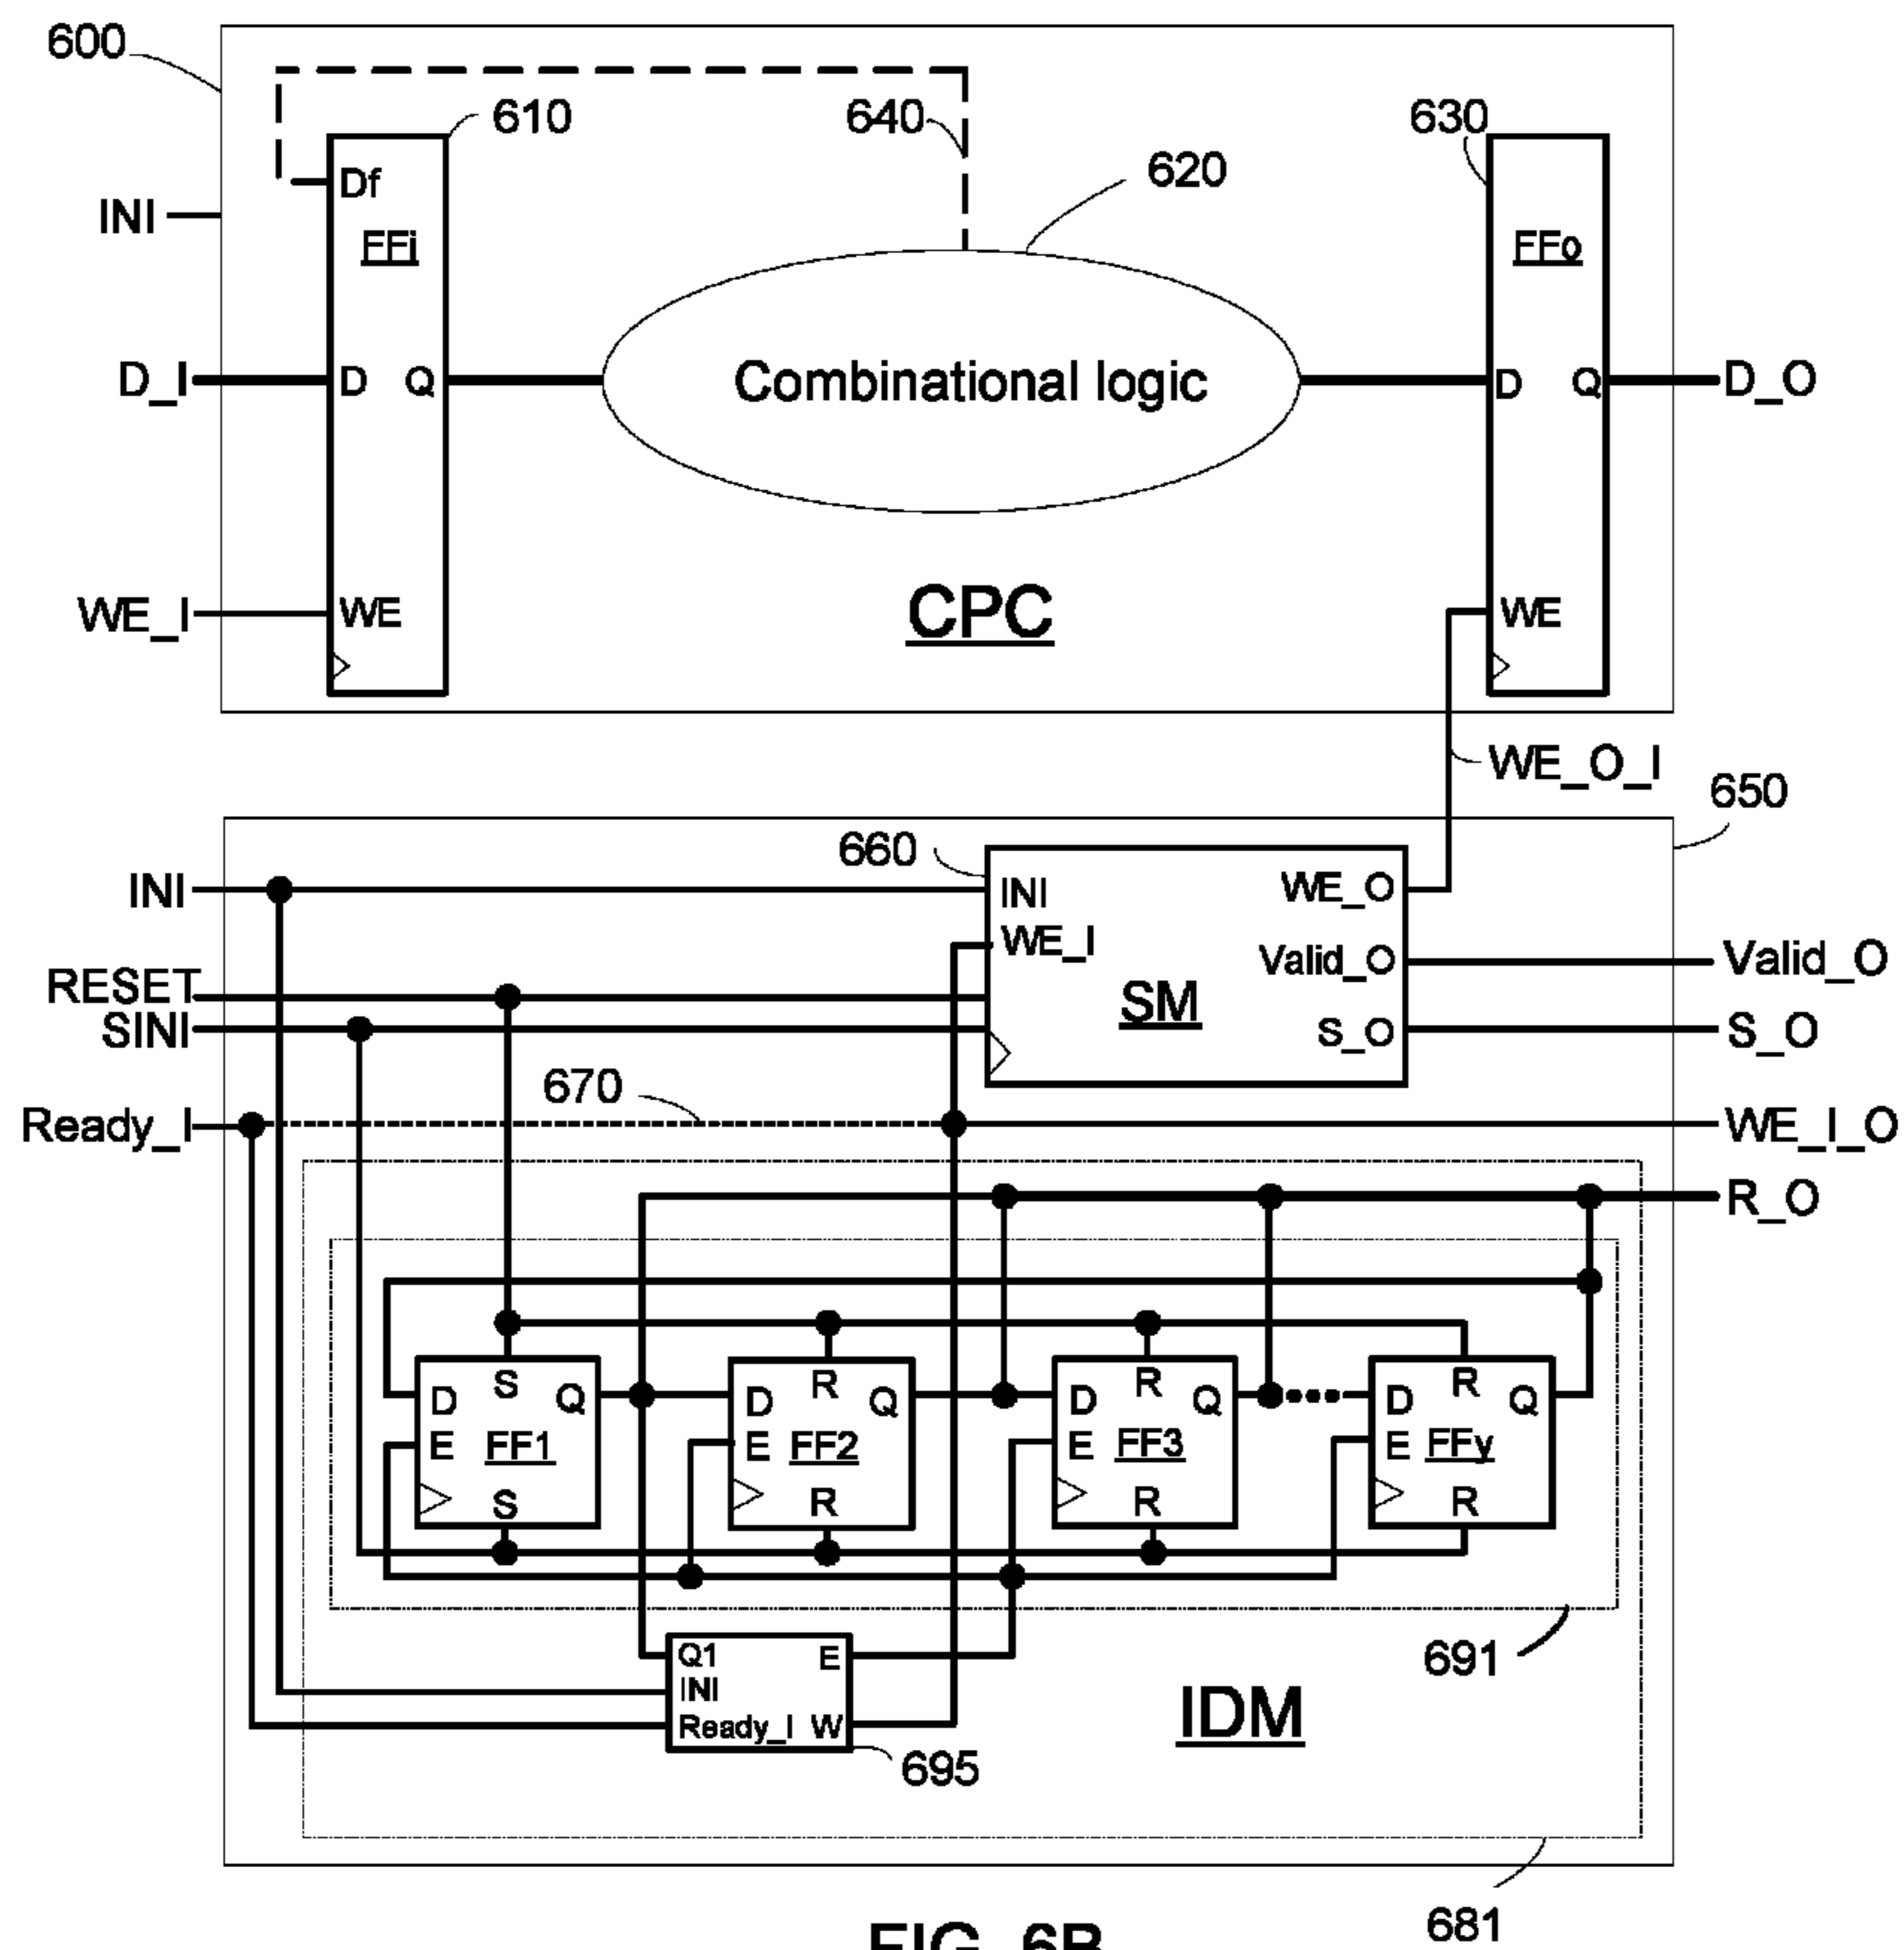 600
610
640
630
620
Df
INI
FFi
FFo
D_I
D
Q
Combinational logic
D
Q
D_O
WE_I
WE
CPC
WE
WE_O_I
650
660
INI
INI
WE_O
WE_I
Valid_O
Valid_O
RESET
SM
SINI
S_O
S_O
670
Ready_I
WE_I_O
R_O
S
R
R
R
D
Q
D
Q
D
Q
D
Q
E
FF1
E
FF2
E
FF3
E
FFy
S
R
R
R
691
Q1
E
INI
Ready_I
W
IDM
695
681
FIG. 6B